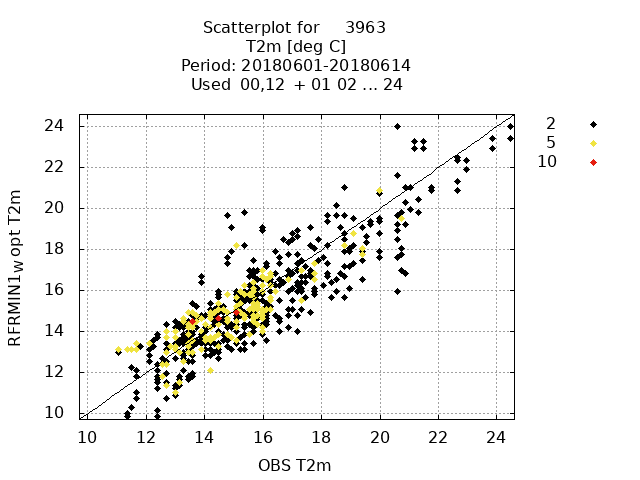 Scatterplot for 3963
T2m [deg C]
Period: 20180601-20180614
Used 00,12 + 01 02 ... 24
2
5
10
24
22
20
18
16
14
12
10
RFRMIN1w opt T2m
10 12 14 16 18 20 22 24
OBS T2m